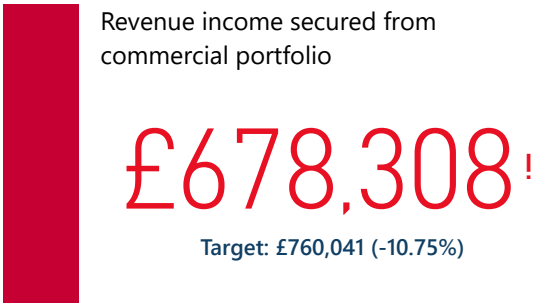 Revenue income secured from
commercial portfolio
£678,308!
Target: £760,041 (-10.75%)